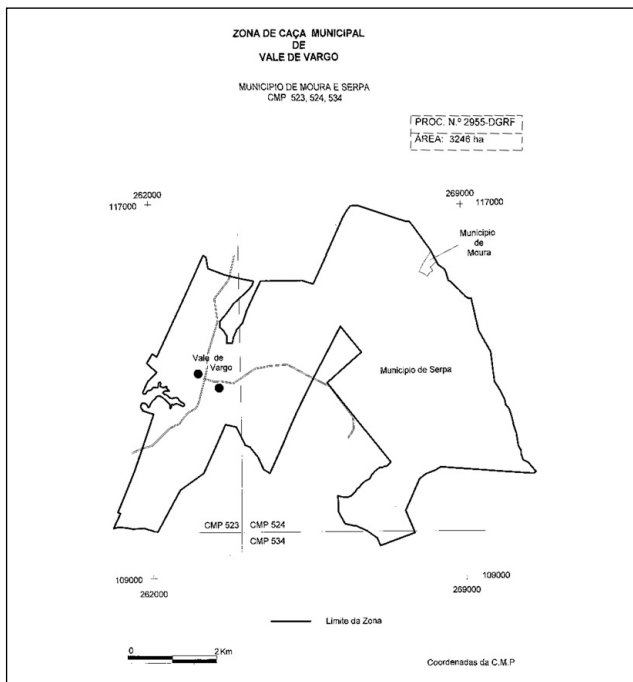 ZONA DE CAÇA MUNICIPAL
DE
VALE DE VARGO
MUNICIPIO DE MOURA E SERPA
CMP 523, 524, 534
PROC. N.º 2955-DGRF
ÁREA: 3246 ha
262000
117000
269000
117000
Município
de
Moura
Vale de
Vargo
Município de Serpa
CMP 523
CMP 524
CMP 534
109000
262000
109000
269000
Limite da Zona
0
2 Km
Coordenadas da C.M.P